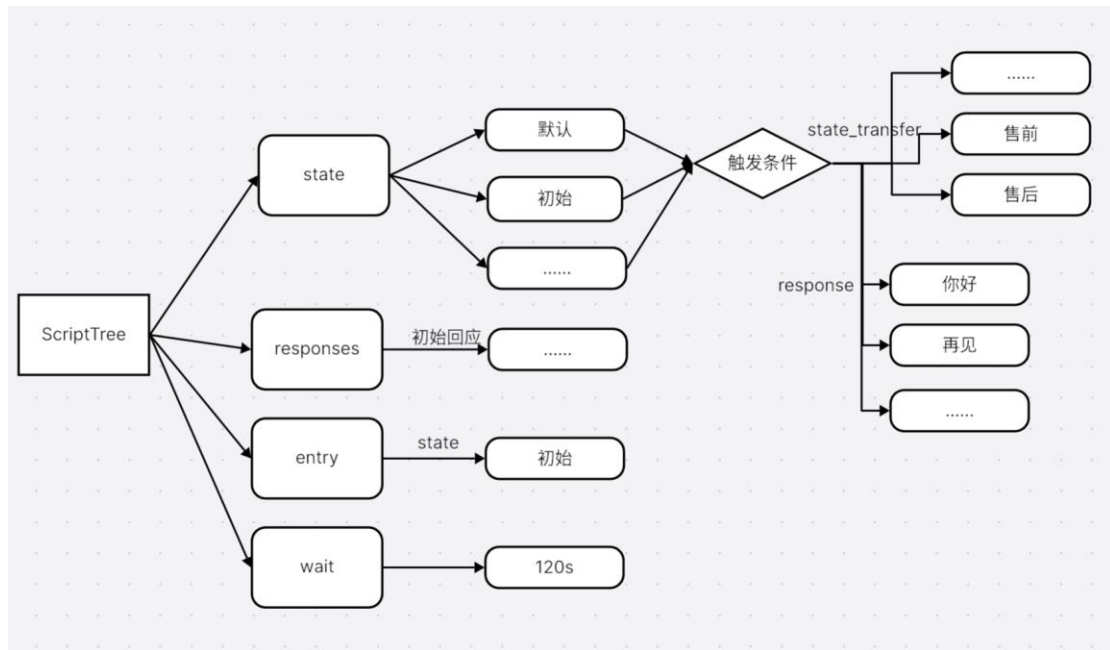 ......
默认
state_transfer
售前
触发条件
state
初始
售后
......
你好
response
ScriptTree
初始回应
responses
......
再见
......
state
entry
初始
wait
120s